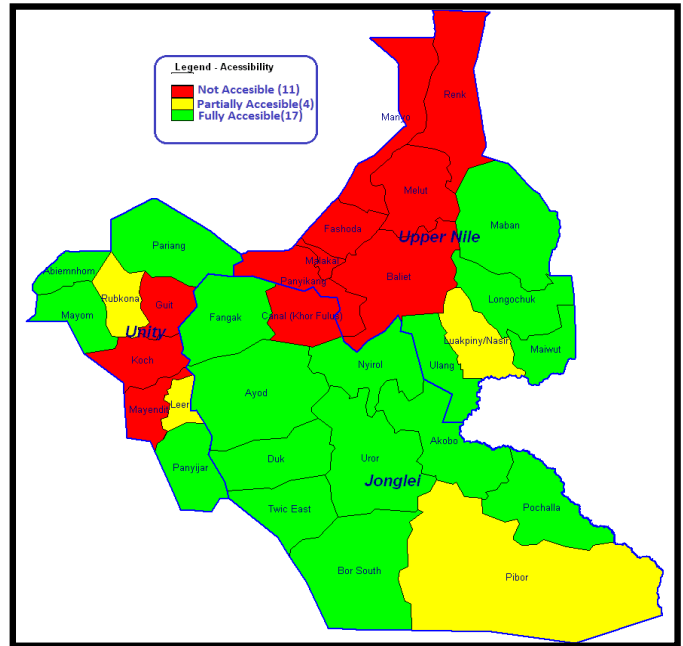 Legend - Acessibility
Not Accesible (11)
Partially Accesible(4)
Fully Accesible(17)
Renk
Manyo
Melut
Maban
Fashoda
Upper Nile
Pariang
Malakal
Abiemnhom
Baliet
Panyikang
Rubkona
Guit
Longochuk
Mayom
Fangak
Canal (Khor Fulus)
Unity
Luakpiny/Nasir
Maiwut
Koch
Nyirol
Ulang
Ayod
Mayendit
Leer
Akobo
Duk
Uror
Panyijar
Jonglei
Twic East
Pochalla
Bor South
Pibor